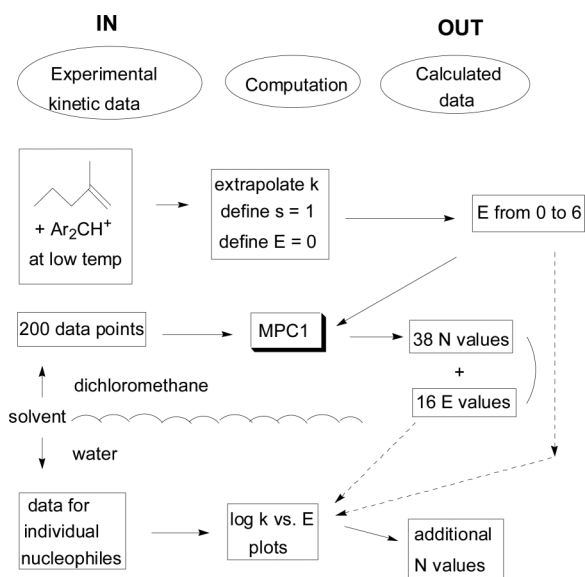 IN
OUT
Experimental
kinetic data
Computation
Calculated
data
+ Ar₂CH⁺
at low temp
extrapolate k
define s = 1
define E = 0
E from 0 to 6
200 data points
MPC1
38 N values
+
16 E values
dichloromethane
solvent
water
data for
individual
nucleophiles
log k vs. E
plots
additional
N values